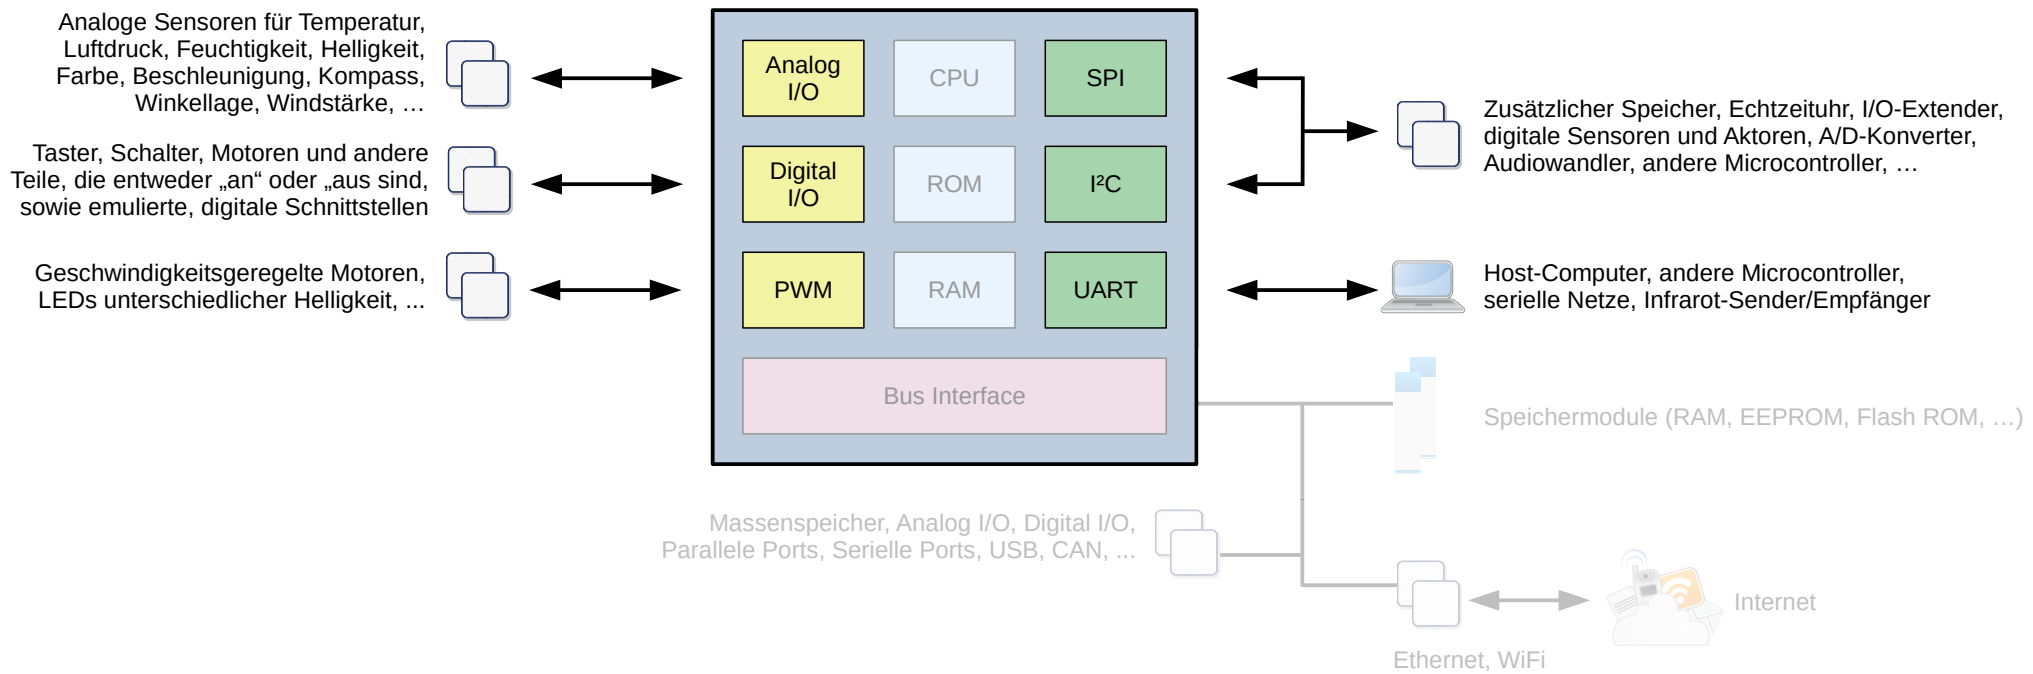 Analoge Sensoren für Temperatur,
Luftdruck, Feuchtigkeit, Helligkeit,
Farbe, Beschleunigung, Kompass,
Winkellage, Windstärke, …
Taster, Schalter, Motoren und andere
Teile, die entweder „an“ oder „aus sind,
sowie emulierte, digitale Schnittstellen
Geschwindigkeitsgeregelte Motoren,
LEDs unterschiedlicher Helligkeit, ...
Analog
I/O
CPU
SPI
Digital
I/O
ROM
I²C
PWM
RAM
UART
Bus Interface
Zusätzlicher Speicher, Echtzeituhr, I/O-Extender,
digitale Sensoren und Aktoren, A/D-Konverter,
Audiowandler, andere Microcontroller, …
Host-Computer, andere Microcontroller,
serielle Netze, Infrarot-Sender/Empfänger
Speichermodule (RAM, EEPROM, Flash ROM, …)
Massenspeicher, Analog I/O, Digital I/O,
Parallele Ports, Serielle Ports, USB, CAN, ...
Internet
Ethernet, WiFi